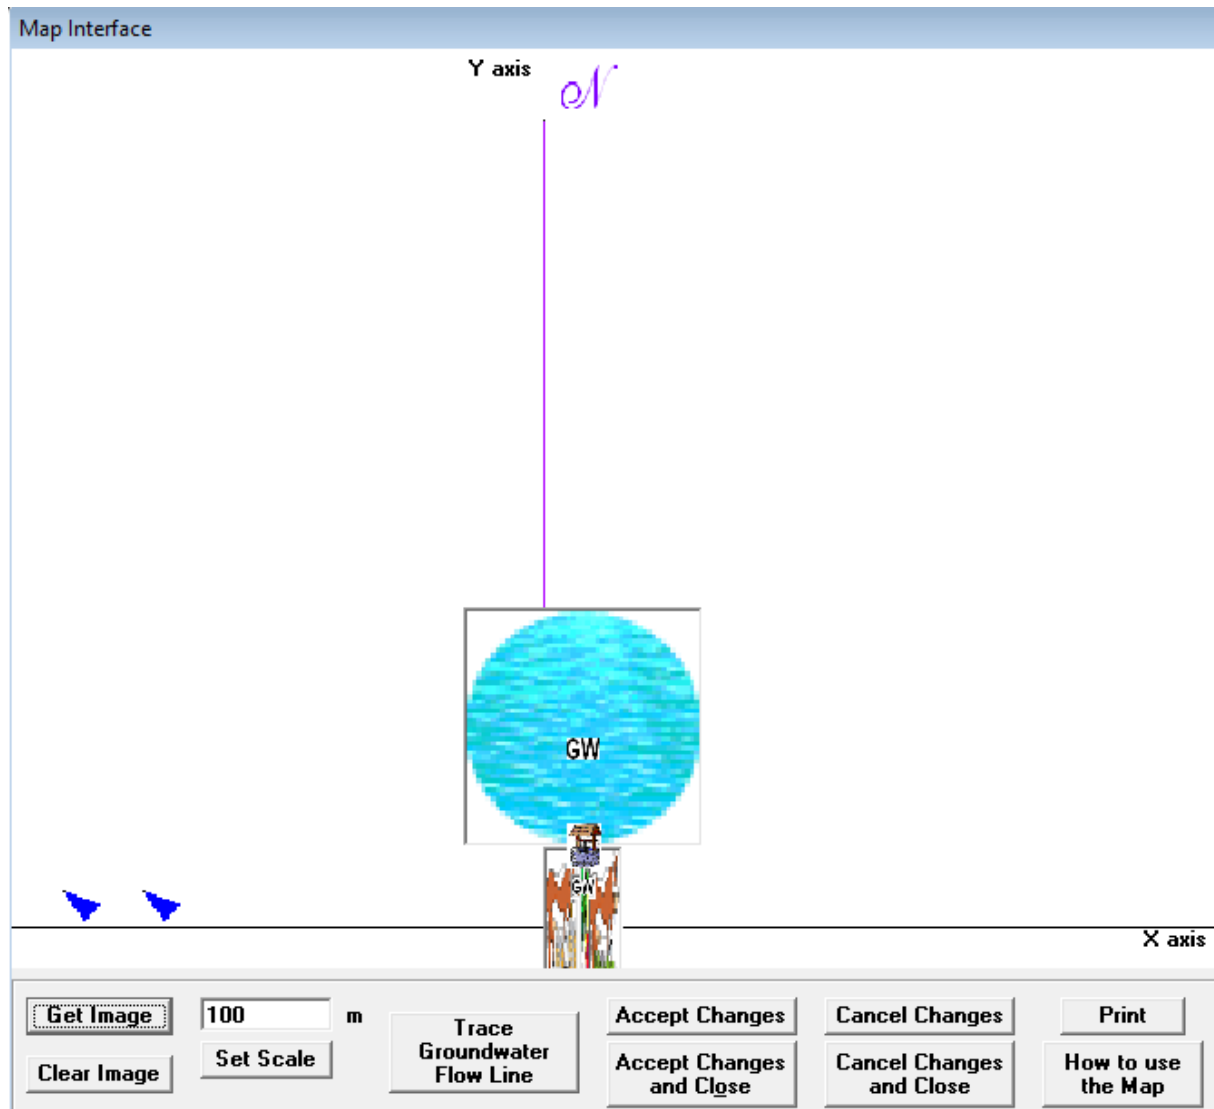 Map Interface
Y axis
N
GW
GW
X axis
Get Image
100
m
Set Scale
Clear Image
Trace
Groundwater
Flow Line
Accept Changes
Accept Changes
and Close
Cancel Changes
Cancel Changes
and Close
Print
How to use
the Map